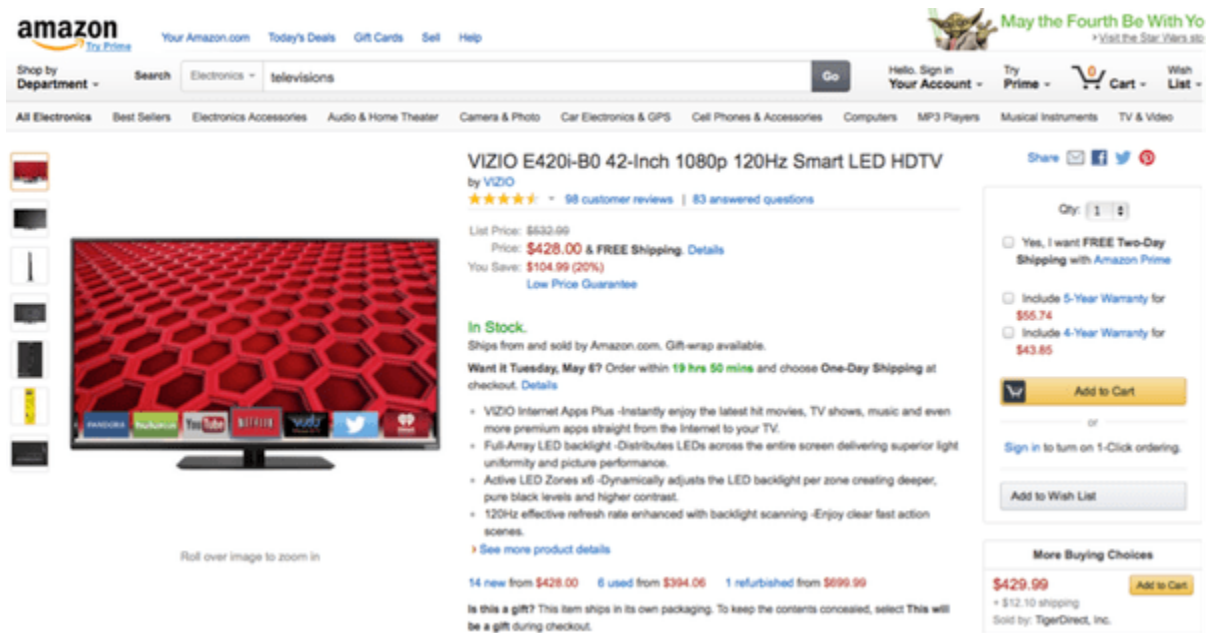 amazon
Try Prime
Your Amazon.com Today's Deals Gift Cards Sell Help
May the Fourth Be With Yo
Visit the Star Wars sto
Shop by
Department
Search
Electronics
televisions
Go
Hello. Sign in
Your Account
Try
Prime
0
Cart
Wish
List
All Electronics Best Sellers Electronics Accessories Audio & Home Theater Camera & Photo Car Electronics & GPS Cell Phones & Accessories Computers MP3 Players Musical Instruments TV & Video
VIZIO E420i-B0 42-Inch 1080p 120Hz Smart LED HDTV
by VIZIO
98 customer reviews | 83 answered questions
List Price: $532.99
Price: $428.00 & FREE Shipping. Details
You Save: $104.99 (20%)
Low Price Guarantee
In Stock.
Ships from and sold by Amazon.com. Gift-wrap available.
Want it Tuesday, May 6? Order within 19 hrs 50 mins and choose One-Day Shipping at
checkout. Details
VIZIO Internet Apps Plus -Instantly enjoy the latest hit movies, TV shows, music and even
more premium apps straight from the Internet to your TV.
Full-Array LED backlight -Distributes LEDs across the entire screen delivering superior light
uniformity and picture performance.
Active LED Zones x6 -Dynamically adjusts the LED backlight per zone creating deeper,
pure black levels and higher contrast.
120Hz effective refresh rate enhanced with backlight scanning -Enjoy clear fast action
scenes.
See more product details
14 new from $428.00 6 used from $394.06 1 refurbished from $699.99
Is this a gift? This item ships in its own packaging. To keep the contents concealed, select This will
be a gift during checkout.
PANDORA
hulu PLUS
YouTube
NETFLIX
vudu
iHeart
Roll over image to zoom in
Share
Qty: 1
Yes, I want FREE Two-Day
Shipping with Amazon Prime
Include 5-Year Warranty for
$55.74
Include 4-Year Warranty for
$43.85
Add to Cart
or
Sign in to turn on 1-Click ordering.
Add to Wish List
More Buying Choices
$429.99
Add to Cart
+ $12.10 shipping
Sold by: TigerDirect, Inc.